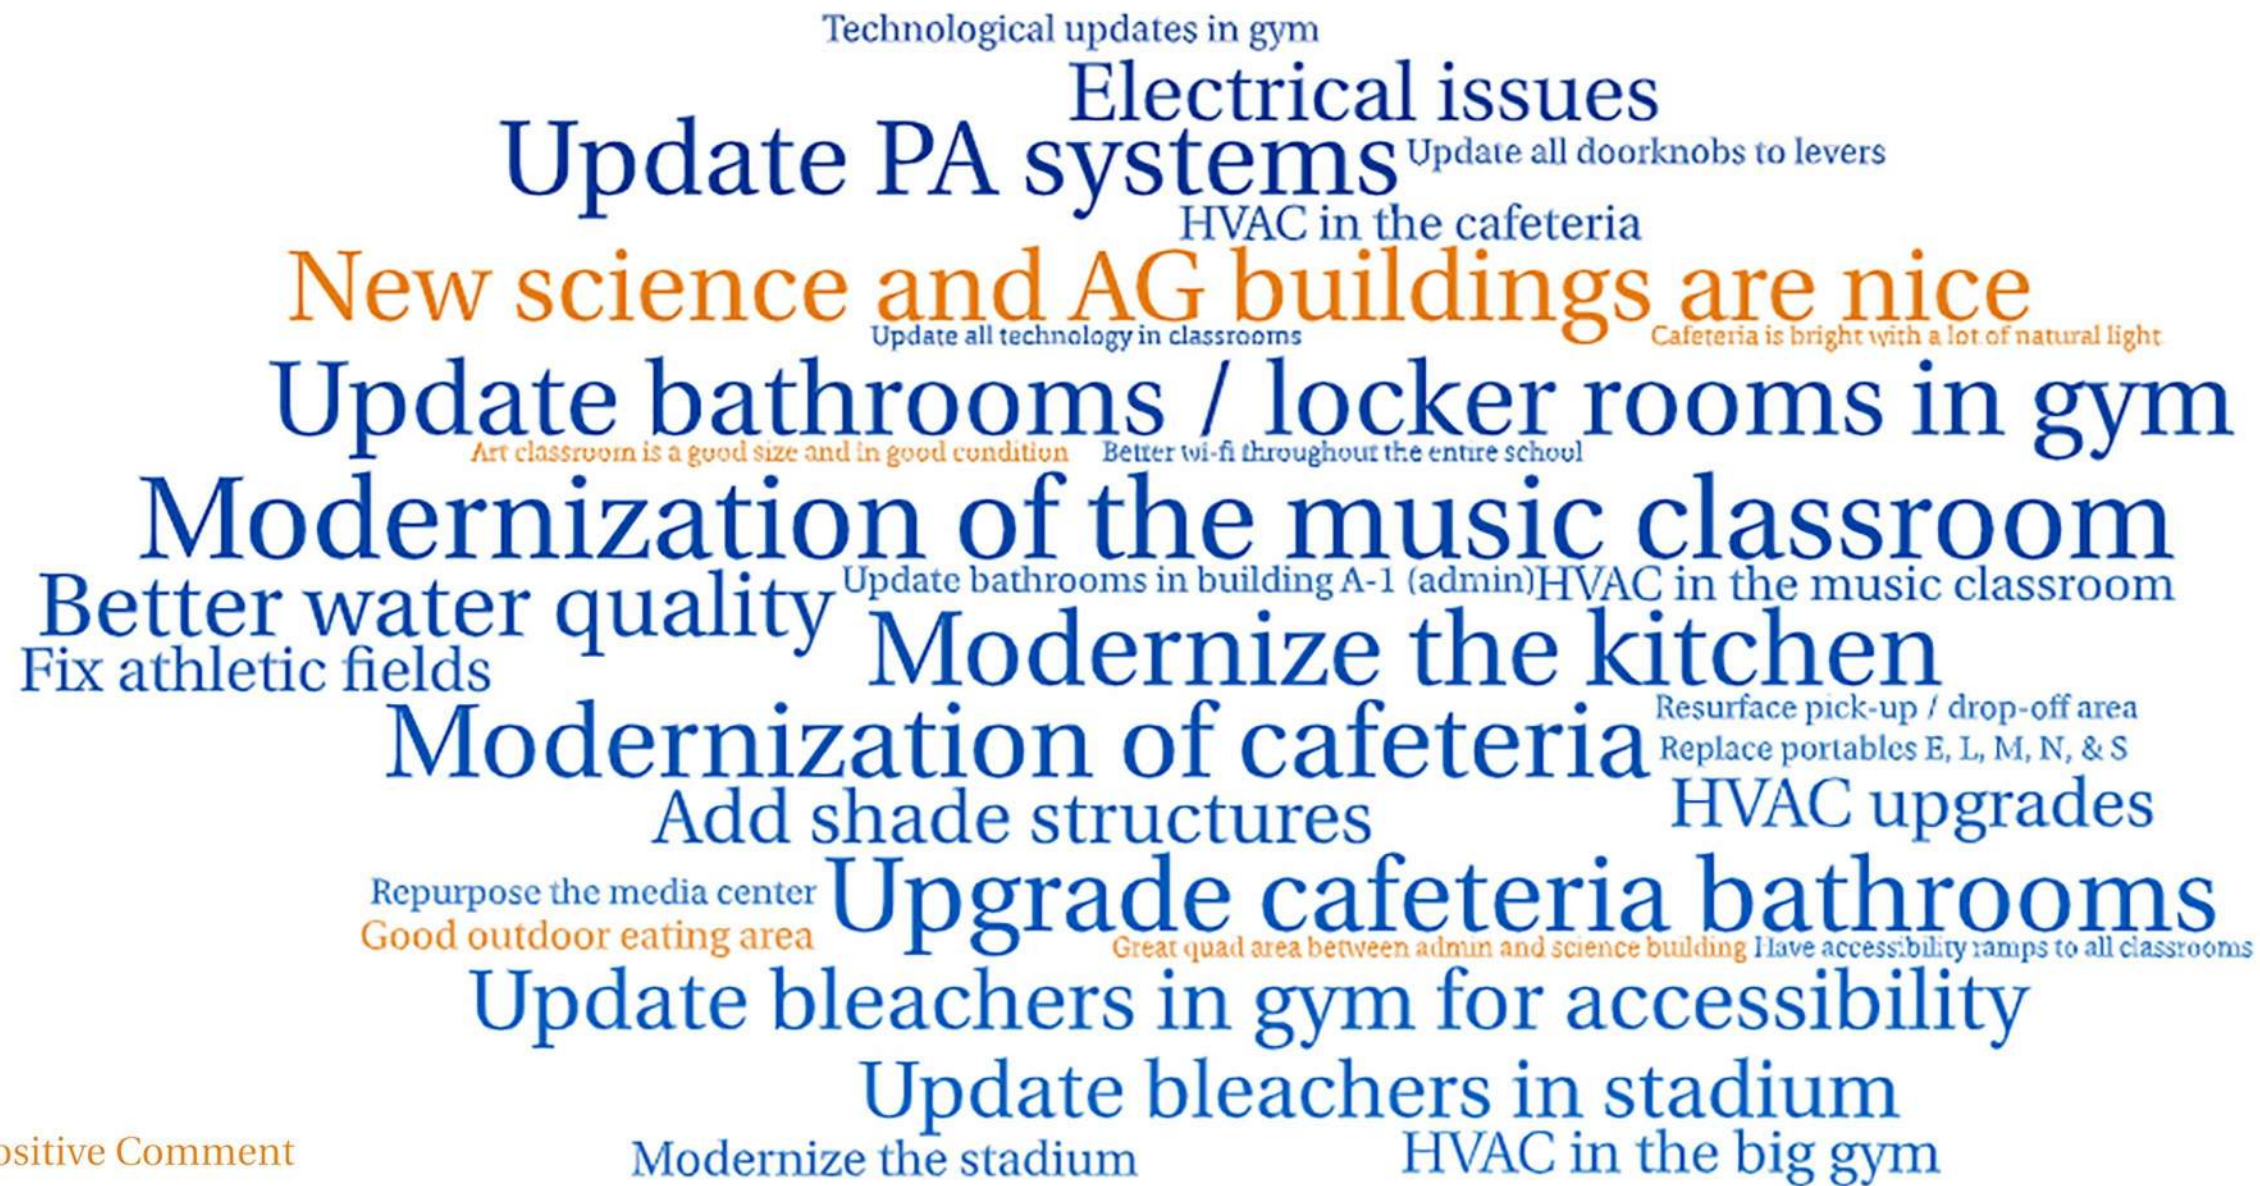 Technological updates in gym
Electrical issues
Update PA systems
Update all doorknobs to levers
HVAC in the cafeteria
New science and AG buildings are nice
Update all technology in classrooms
Cafeteria is bright with a lot of natural light
Update bathrooms / locker rooms in gym
Art classroom is a good size and in good condition
Better wi-fi throughout the entire school
Modernization of the music classroom
Better water quality
Update bathrooms in building A-1 (admin)
HVAC in the music classroom
Modernize the kitchen
Fix athletic fields
Modernization of cafeteria
Resurface pick-up / drop-off area
Replace portables E, L, M, N, & S
Add shade structures
HVAC upgrades
Repurpose the media center
Upgrade cafeteria bathrooms
Good outdoor eating area
Great quad area between admin and science building
Have accessibility ramps to all classrooms
Update bleachers in gym for accessibility
Update bleachers in stadium
ositive Comment
Modernize the stadium
HVAC in the big gym